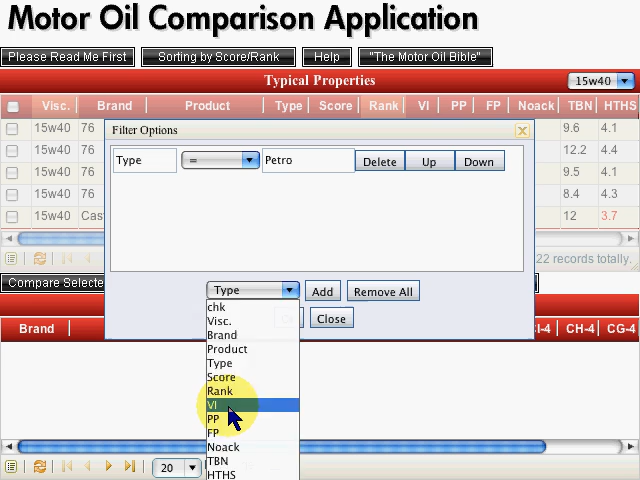 Motor Oil Comparison Application
Please Read Me First Sorting by Score/Rank Help "The Motor Oil Bible"
Typical Properties 15w40
Visc. Brand Product Type Score Rank VI PP FP Noack TBN HTHS
15w40 76 9.6 4.1
15w40 76 12.2 4.4
15w40 76 9.5 4.1
15w40 76 8.4 4.3
15w40 Cas 12 3.7
Filter Options
Type = Petro Delete Up Down
22 records totally.
Compare Selecte
Type Add Remove All
Close
chk
Visc.
Brand
Product
Type
Score
Rank
VI
PP
FP
Noack
TBN
HTHS
Brand CI-4 CH-4 CG-4
20